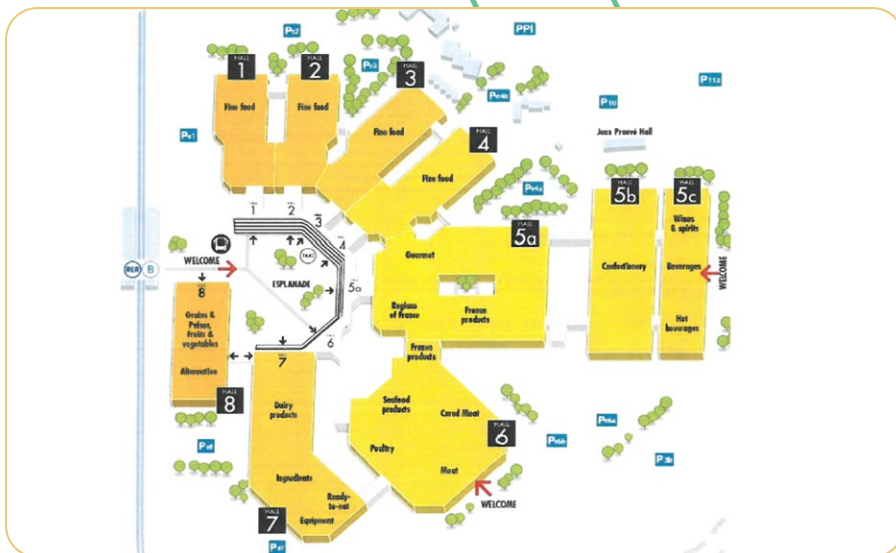 PPI
P11a
P10
Jean Prouvé Hall
HALL
1
HALL
2
HALL
3
HALL
4
HALL
5a
HALL
5b
HALL
5c
Fine food
Fine food
Fine food
Fine food
Gourmet
Regions
of France
Frozen
products
Confectionery
Wines
& spirits
Beverages
Hot
beverages
WELCOME
1
2
3
4
5a
6
7
8
TAXI
ESPLANADE
WELCOME
RER B
Grains &
Pulses,
Fruits &
vegetables
Alternative
HALL
8
Frozen
products
Seafood
products
Cured Meat
Poultry
Meat
HALL
6
WELCOME
Dairy
products
Ingredients
Ready-
to-eat
Equipment
HALL
7